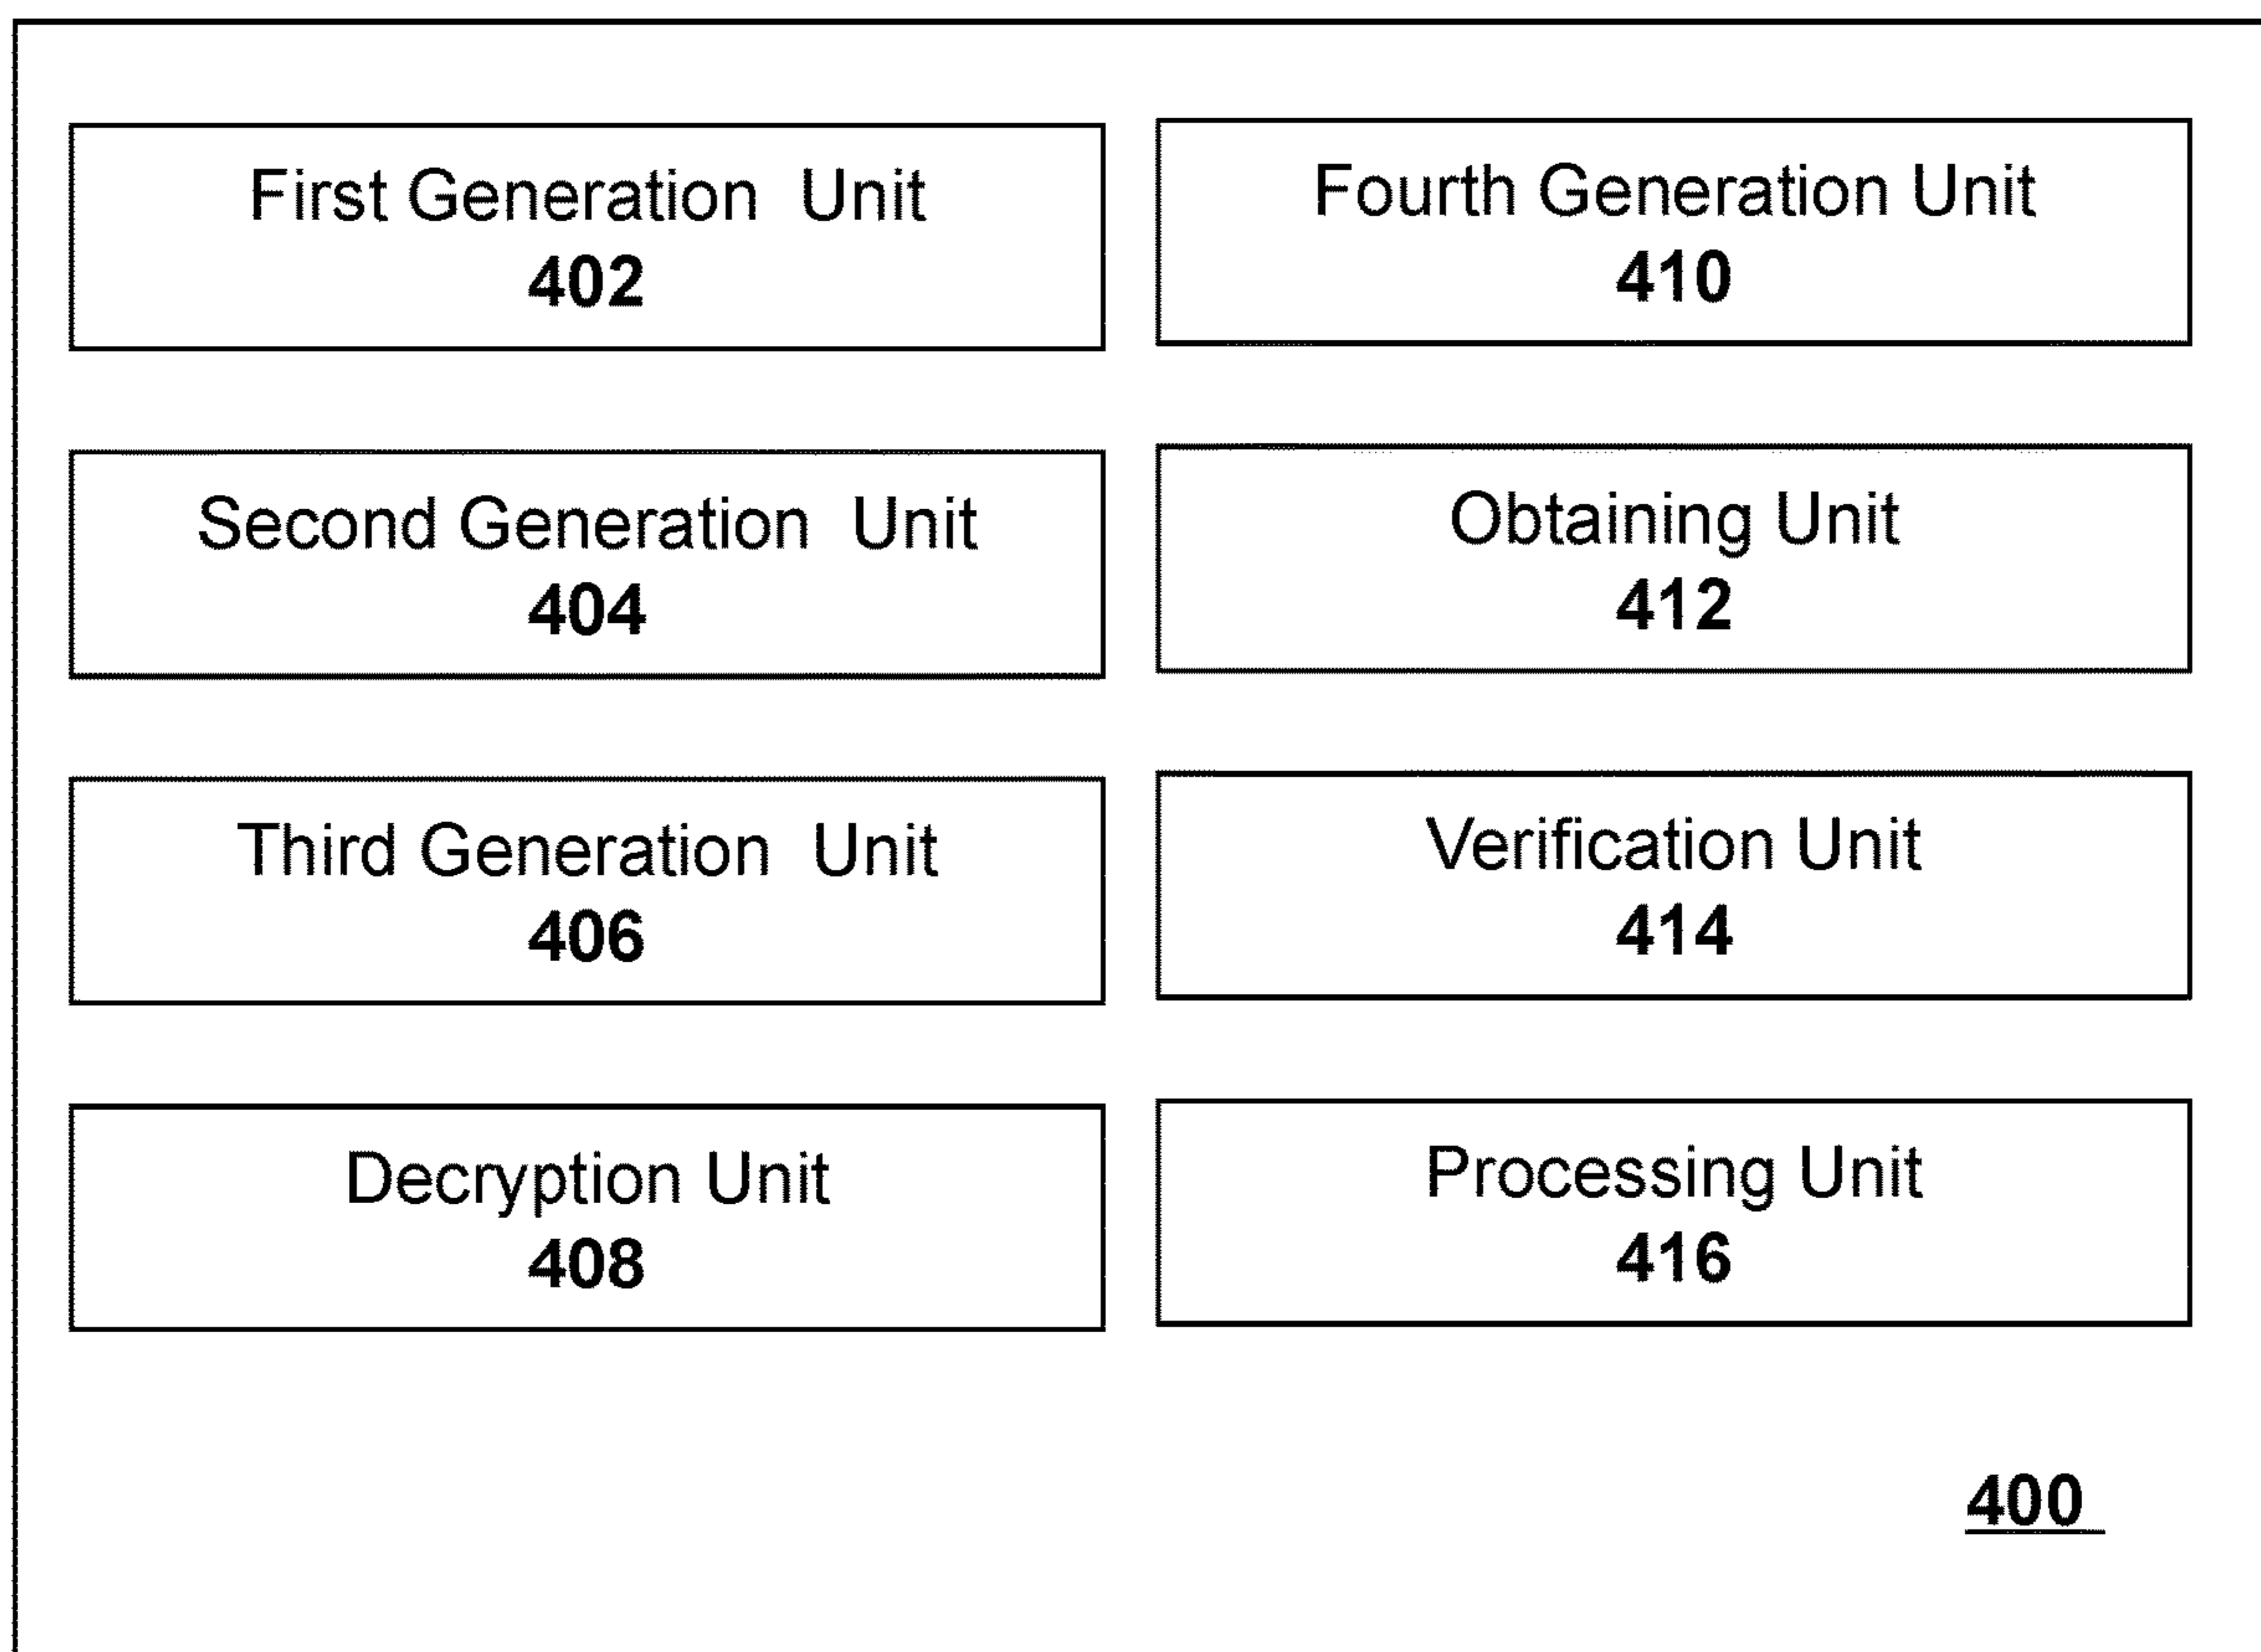 First Generation Unit
402
Second Generation Unit
404
Third Generation Unit
406
Decryption Unit
408
Fourth Generation Unit
410
Obtaining Unit
412
Verification Unit
414
Processing Unit
416
400